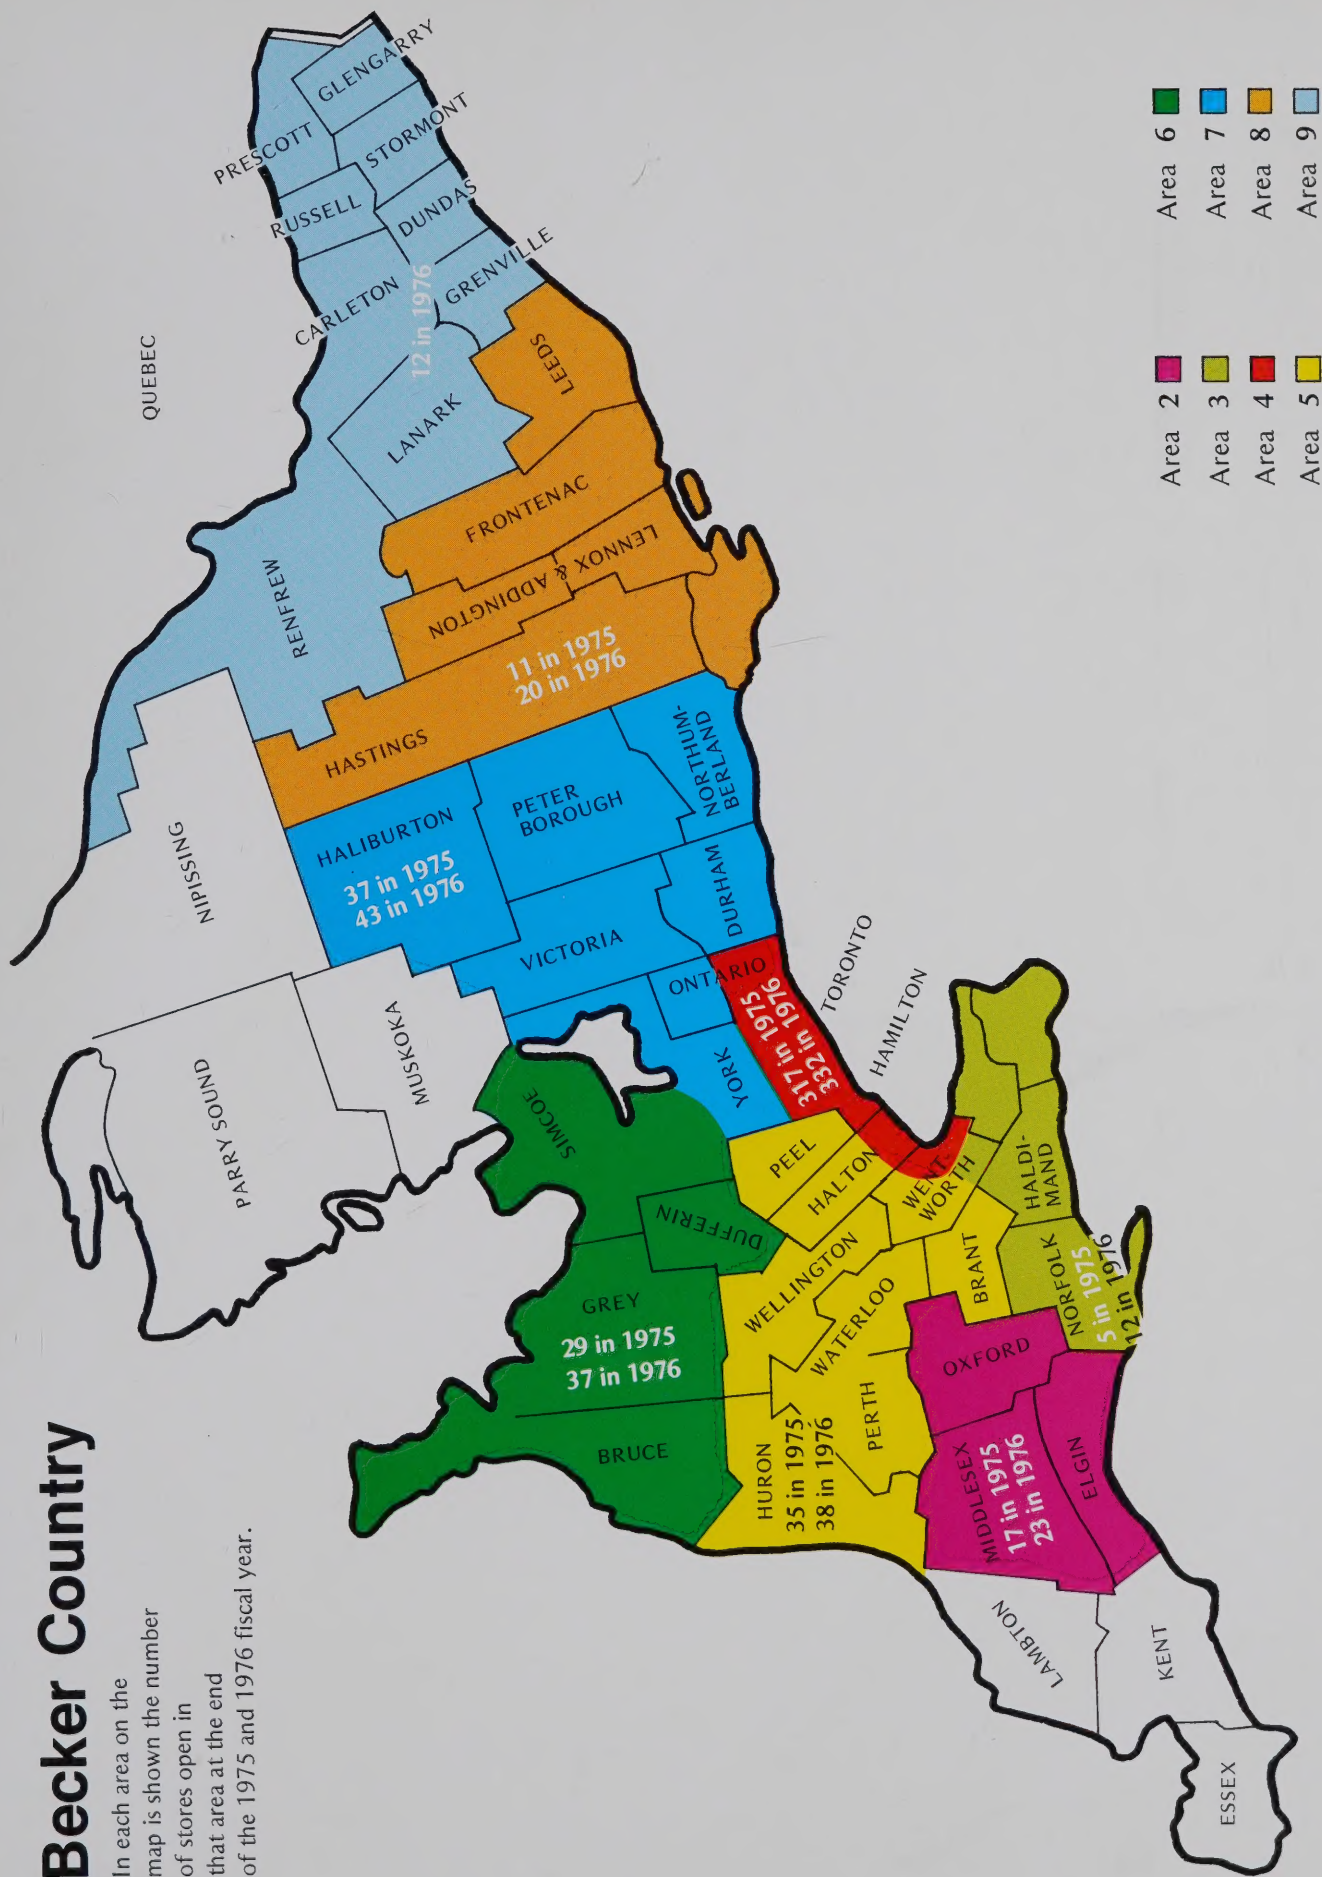 Becker Country
In each area on the
map is shown the number
of stores open in
that area at the end
of the 1975 and 1976 fiscal year.
QUEBEC
PRESCOTT
GLENGARRY
STORMONT
RUSSELL
DUNDAS
CARLETON
GRENVILLE
12 in 1976
LANARK
LEEDS
RENFREW
FRONTENAC
LENNOX & ADDINGTON
HASTINGS
11 in 1975
20 in 1976
NIPISSING
HALIBURTON
37 in 1975
43 in 1976
PETER
BOROUGH
NORTHUM-
BERLAND
VICTORIA
DURHAM
ONTARIO
YORK
317 in 1975
332 in 1976
TORONTO
HAMILTON
PARRY SOUND
MUSKOKA
SIMCOE
DUFFERIN
GREY
29 in 1975
37 in 1976
BRUCE
PEEL
HALTON
WENT-
WORTH
WELLINGTON
WATERLOO
BRANT
HURON
35 in 1975
38 in 1976
PERTH
HALDI-
MAND
NORFOLK
5 in 1975
12 in 1976
OXFORD
MIDDLESEX
17 in 1975
23 in 1976
ELGIN
LAMBTON
KENT
ESSEX
Area 2
Area 3
Area 4
Area 5
Area 6
Area 7
Area 8
Area 9